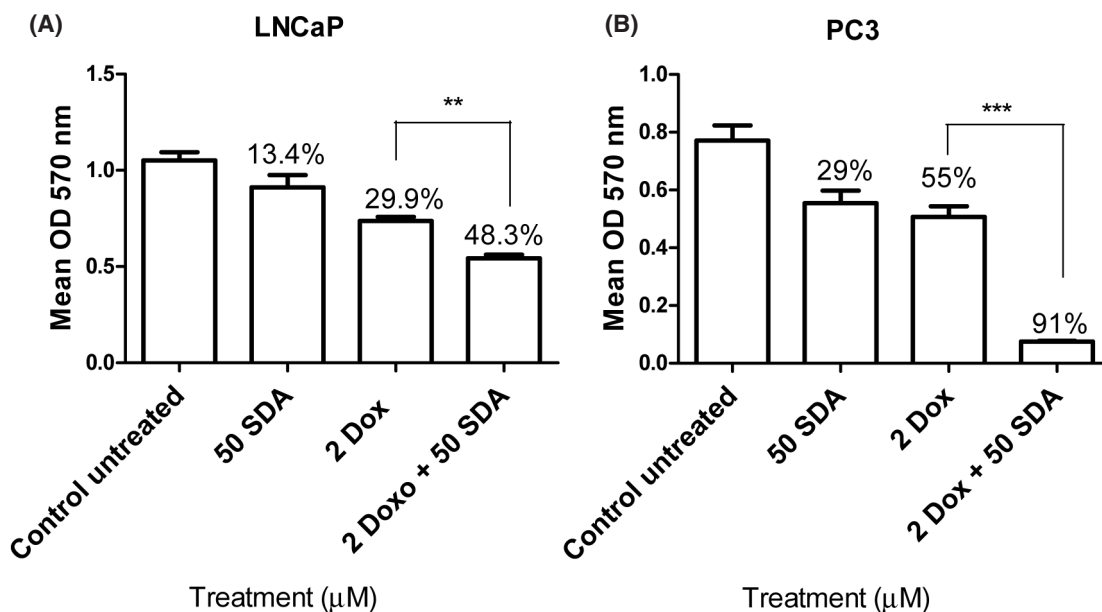 (A)
LNCaP
Mean OD 570 nm
1.5
1.0
0.5
0.0
13.4%
29.9%
48.3%
**
Control untreated
50 SDA
2 Dox
2 Doxo + 50 SDA
Treatment (μM)
(B)
PC3
Mean OD 570 nm
1.0
0.8
0.6
0.4
0.2
0.0
29%
55%
91%
***
Control untreated
50 SDA
2 Dox
2 Dox + 50 SDA
Treatment (μM)